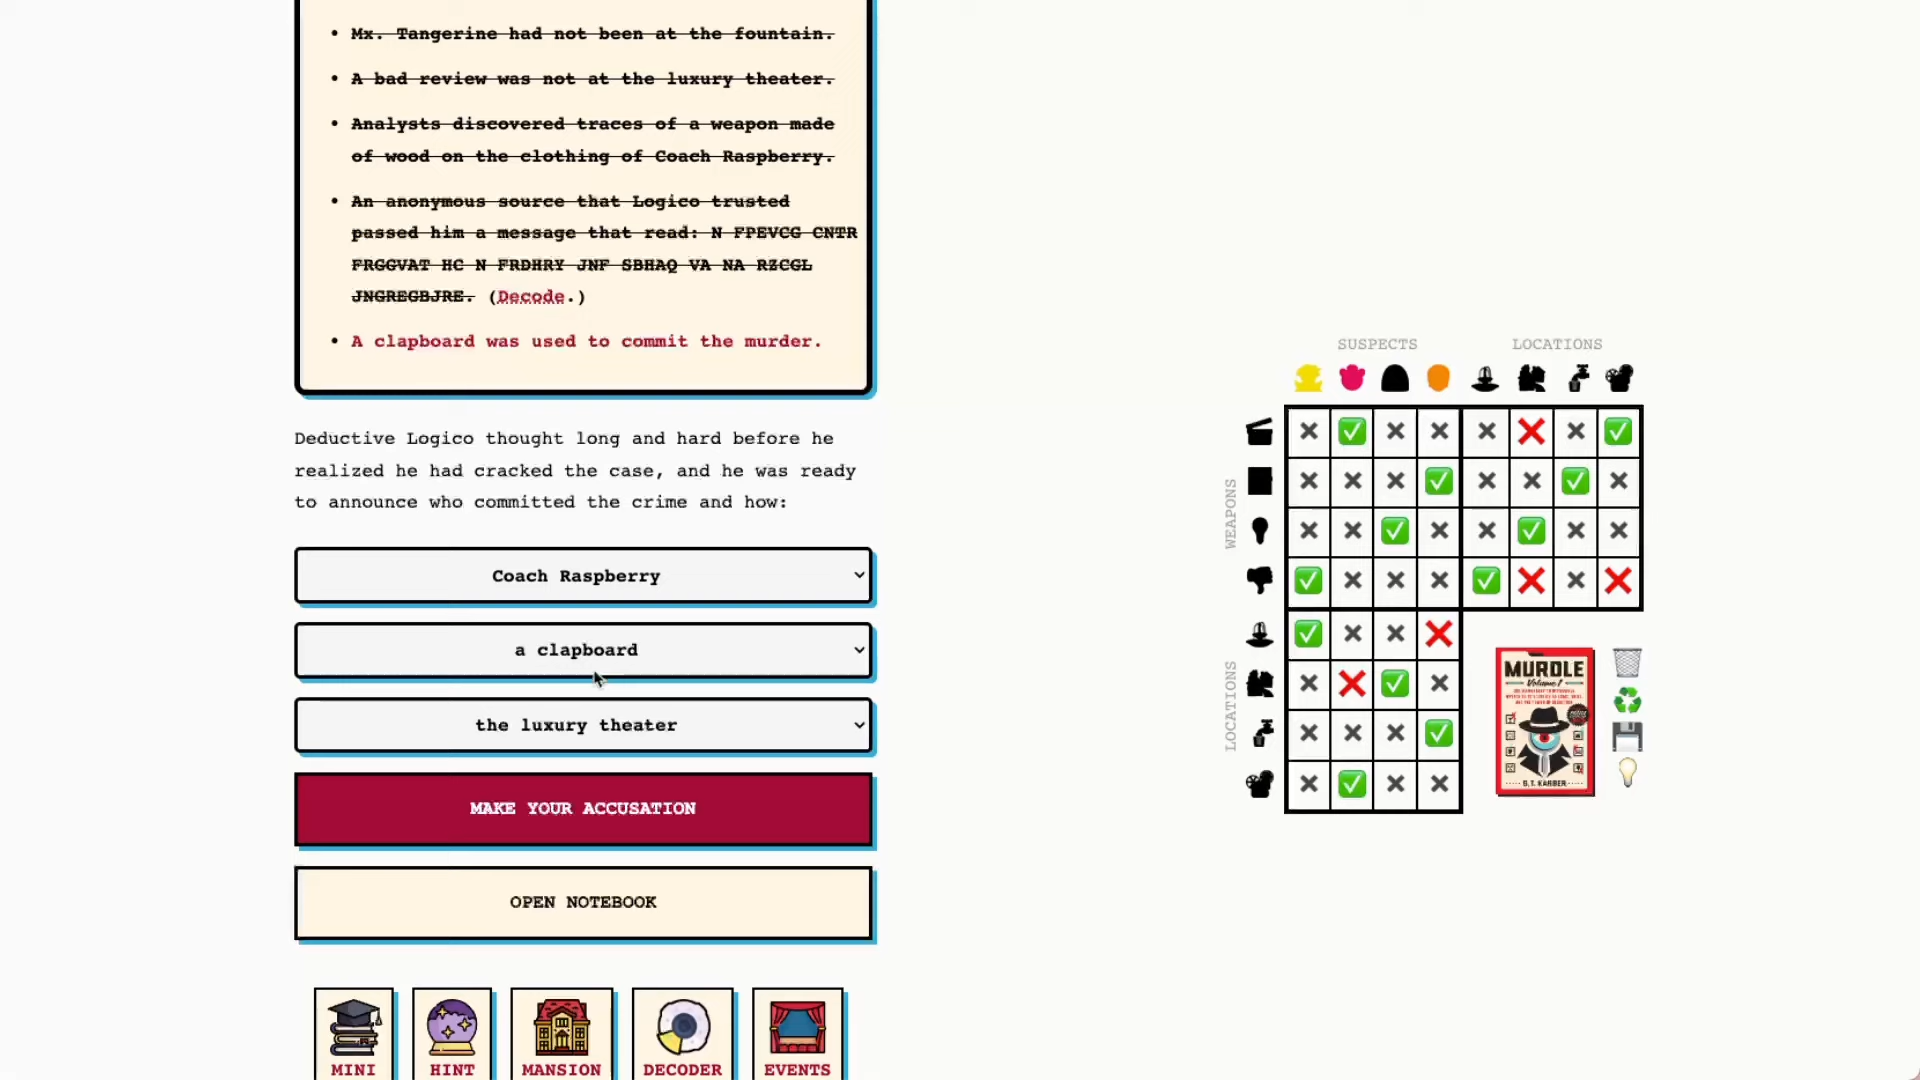 • Mx. Tangerine had not been at the fountain.
• A bad review was not at the luxury theater.
• Analysts discovered traces of a weapon made
of wood on the clothing of Coach Raspberry.
• An anonymous source that Logico trusted
passed him a message that read: N FPEVCG CNTR
FRGGVAT HC N FRDHRY JNF SBHAQ VA NA RZCGL
JNGREGBJRE. (Decode.)
• A clapboard was used to commit the murder.
Deductive Logico thought long and hard before he
realized he had cracked the case, and he was ready
to announce who committed the crime and how:
Coach Raspberry
a clapboard
the luxury theater
MAKE YOUR ACCUSATION
OPEN NOTEBOOK
MINI
HINT
MANSION
DECODER
EVENTS
SUSPECTS
LOCATIONS
WEAPONS
LOCATIONS
MURDLE
Volume 1
G.T. KARBER